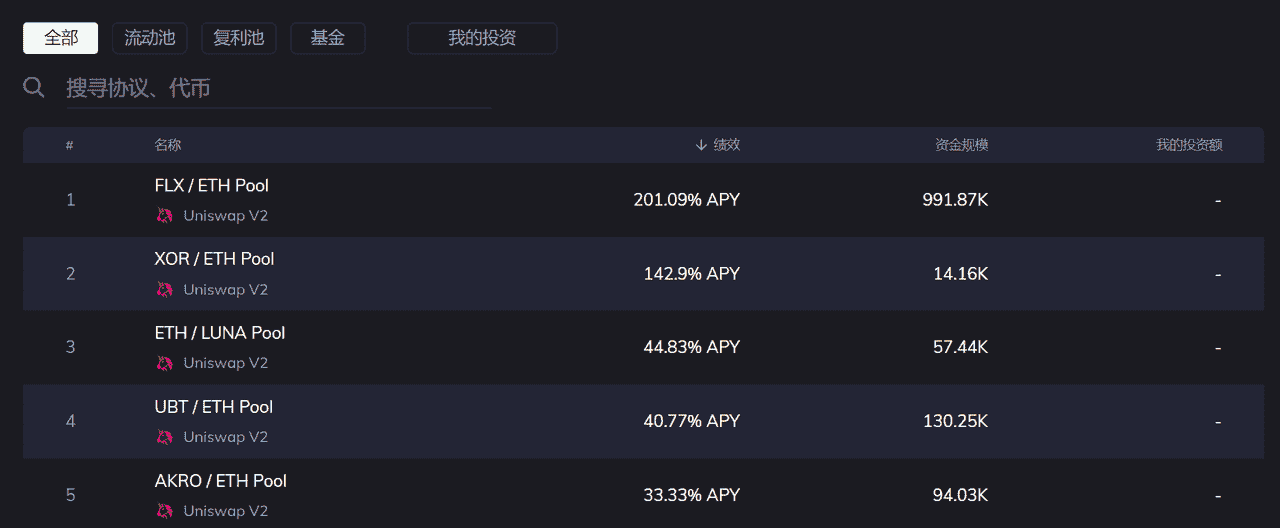 全部 流动池 复利池 基金 我的投资
搜寻协议、代币
# 名称 ↓ 绩效 资金规模 我的投资额
FLX / ETH Pool
1 201.09% APY 991.87K -
Uniswap V2
XOR / ETH Pool
2 142.9% APY 14.16K -
Uniswap V2
ETH / LUNA Pool
3 44.83% APY 57.44K -
Uniswap V2
UBT / ETH Pool
4 40.77% APY 130.25K -
Uniswap V2
AKRO / ETH Pool
5 33.33% APY 94.03K -
Uniswap V2